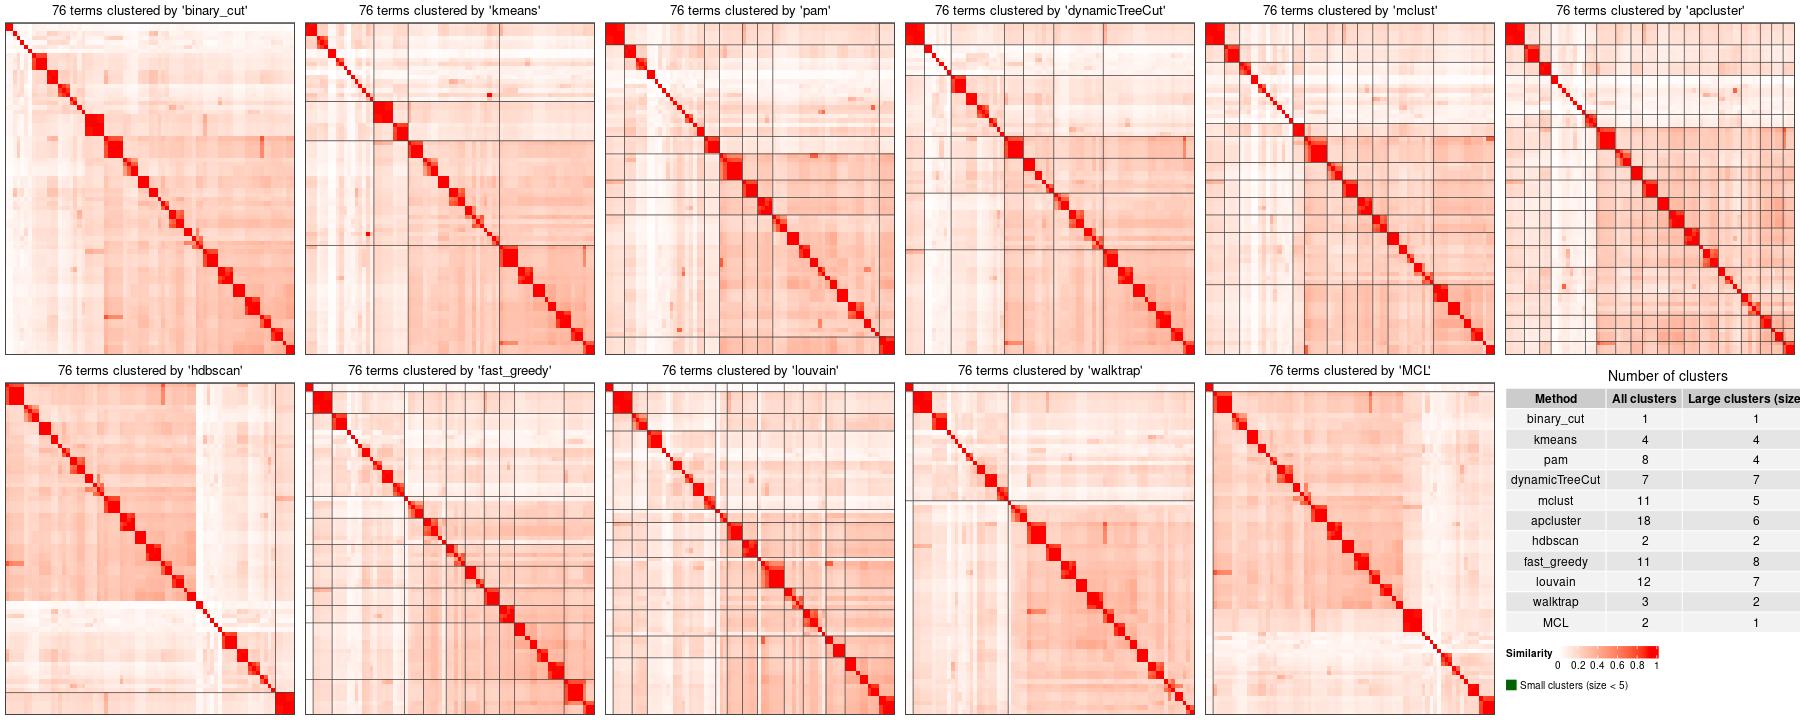 76 terms clustered by 'binary_cut'
76 terms clustered by 'kmeans'
76 terms clustered by 'pam'
76 terms clustered by 'dynamicTreeCut'
76 terms clustered by 'mclust'
76 terms clustered by 'apcluster'
76 terms clustered by 'hdbscan'
76 terms clustered by 'fast_greedy'
76 terms clustered by 'louvain'
76 terms clustered by 'walktrap'
76 terms clustered by 'MCL'
Number of clusters
Method All clusters Large clusters (size
binary_cut 1 1
kmeans 4 4
pam 8 4
dynamicTreeCut 7 7
mclust 11 5
apcluster 18 6
hdbscan 2 2
fast_greedy 11 8
louvain 12 7
walktrap 3 2
MCL 2 1
Similarity
0 0.2 0.4 0.6 0.8 1
Small clusters (size < 5)